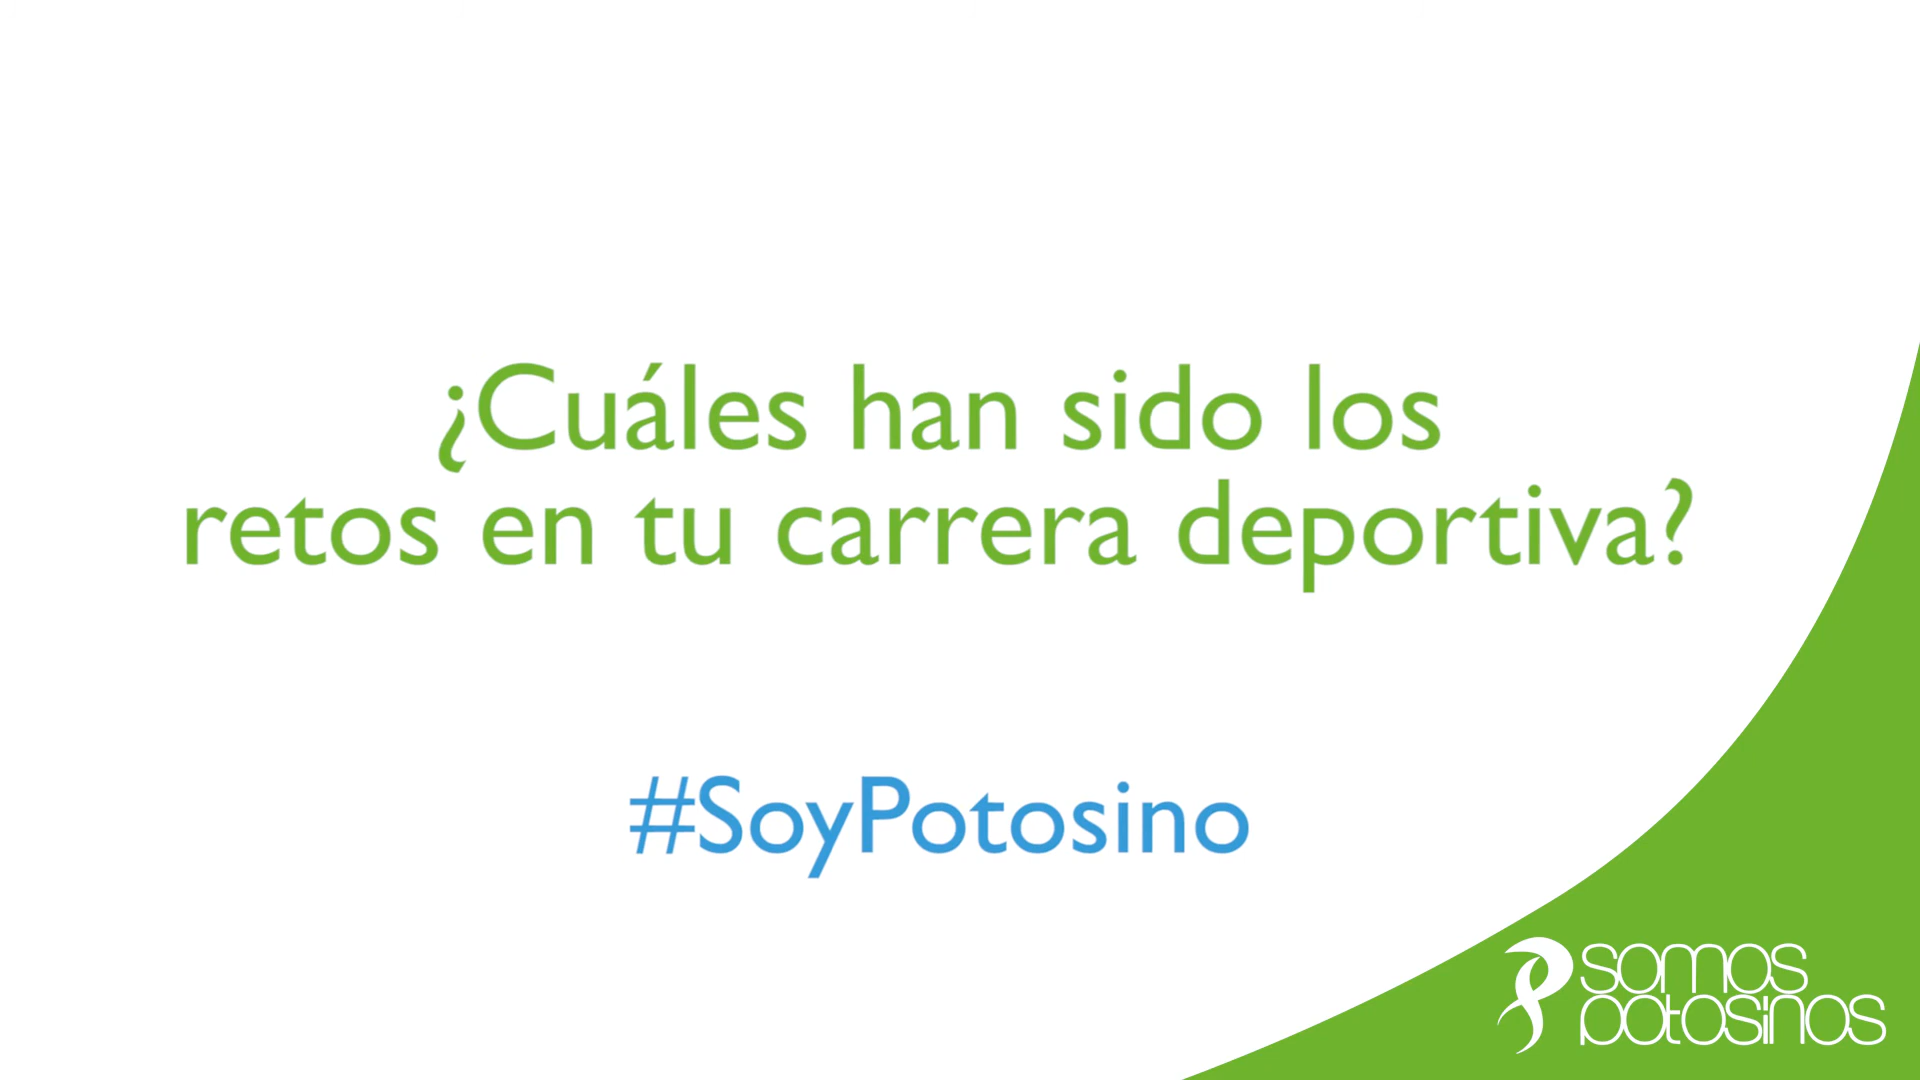 ¿Cuáles han sido los
retos en tu carrera deportiva?
#SoyPotosino
somos
potosinos